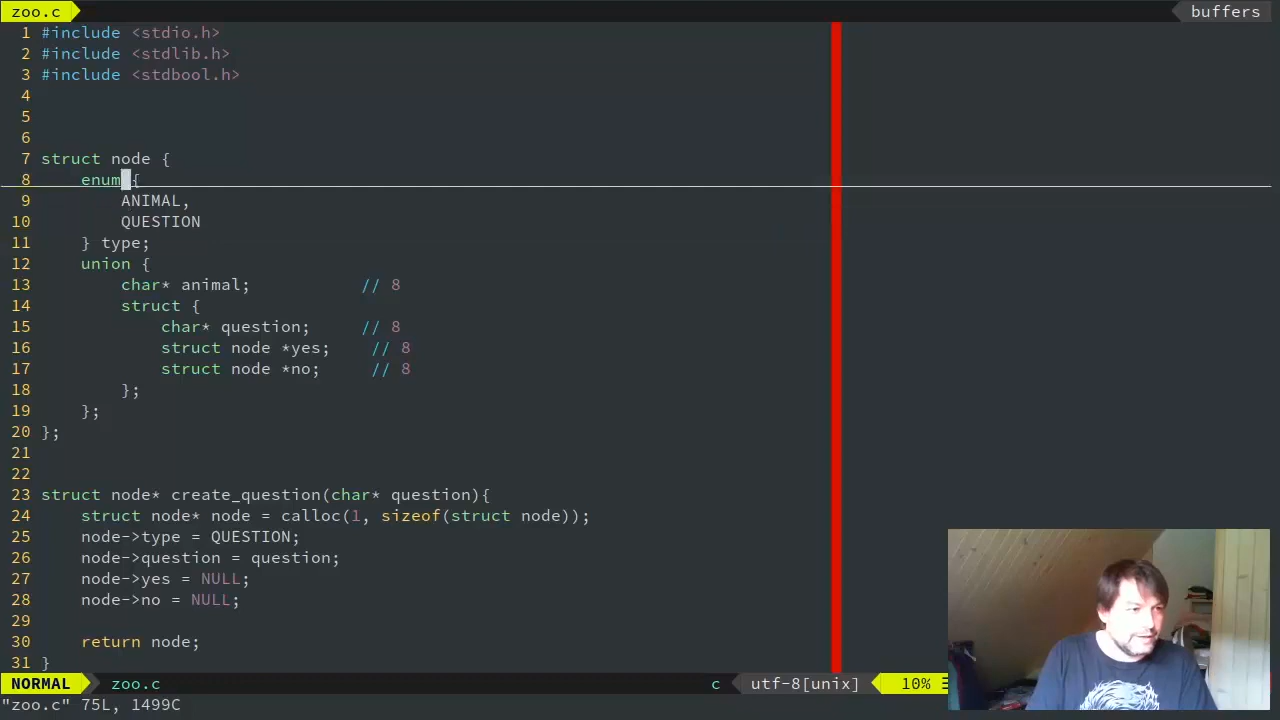 zoo.c buffers
1 #include <stdio.h>
2 #include <stdlib.h>
3 #include <stdbool.h>
4
5
6
7 struct node {
8     enum {
9         ANIMAL,
10         QUESTION
11     } type;
12     union {
13         char* animal;           // 8
14         struct {
15             char* question;     // 8
16             struct node *yes;    // 8
17             struct node *no;     // 8
18         };
19     };
20 };
21
22
23 struct node* create_question(char* question){
24     struct node* node = calloc(1, sizeof(struct node));
25     node->type = QUESTION;
26     node->question = question;
27     node->yes = NULL;
28     node->no = NULL;
29
30     return node;
31 }
NORMAL zoo.c c utf-8[unix] 10%
"zoo.c" 75L, 1499C